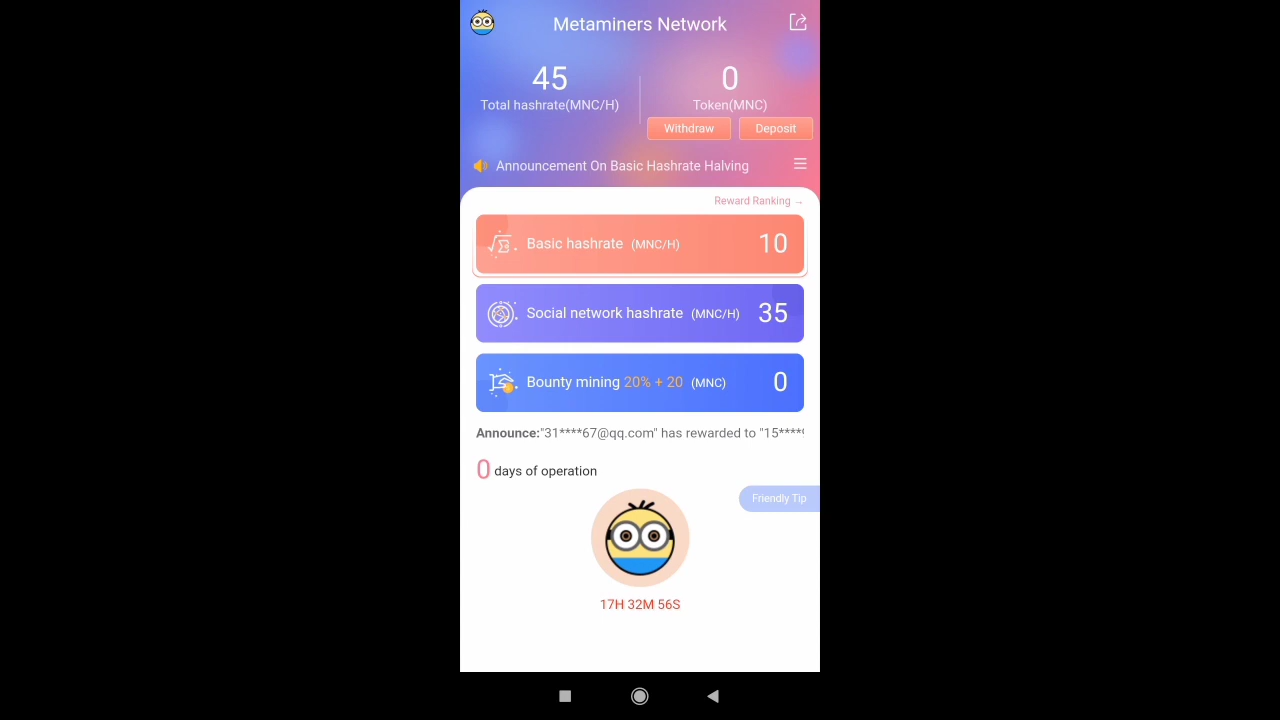 Metaminers Network
45
Total hashrate(MNC/H)
0
Token(MNC)
Withdraw
Deposit
Announcement On Basic Hashrate Halving
Reward Ranking →
Basic hashrate (MNC/H) 10
Social network hashrate (MNC/H) 35
Bounty mining 20% + 20 (MNC) 0
Announce:"31****67@qq.com" has rewarded to "15****
0 days of operation
Friendly Tip
17H 32M 56S